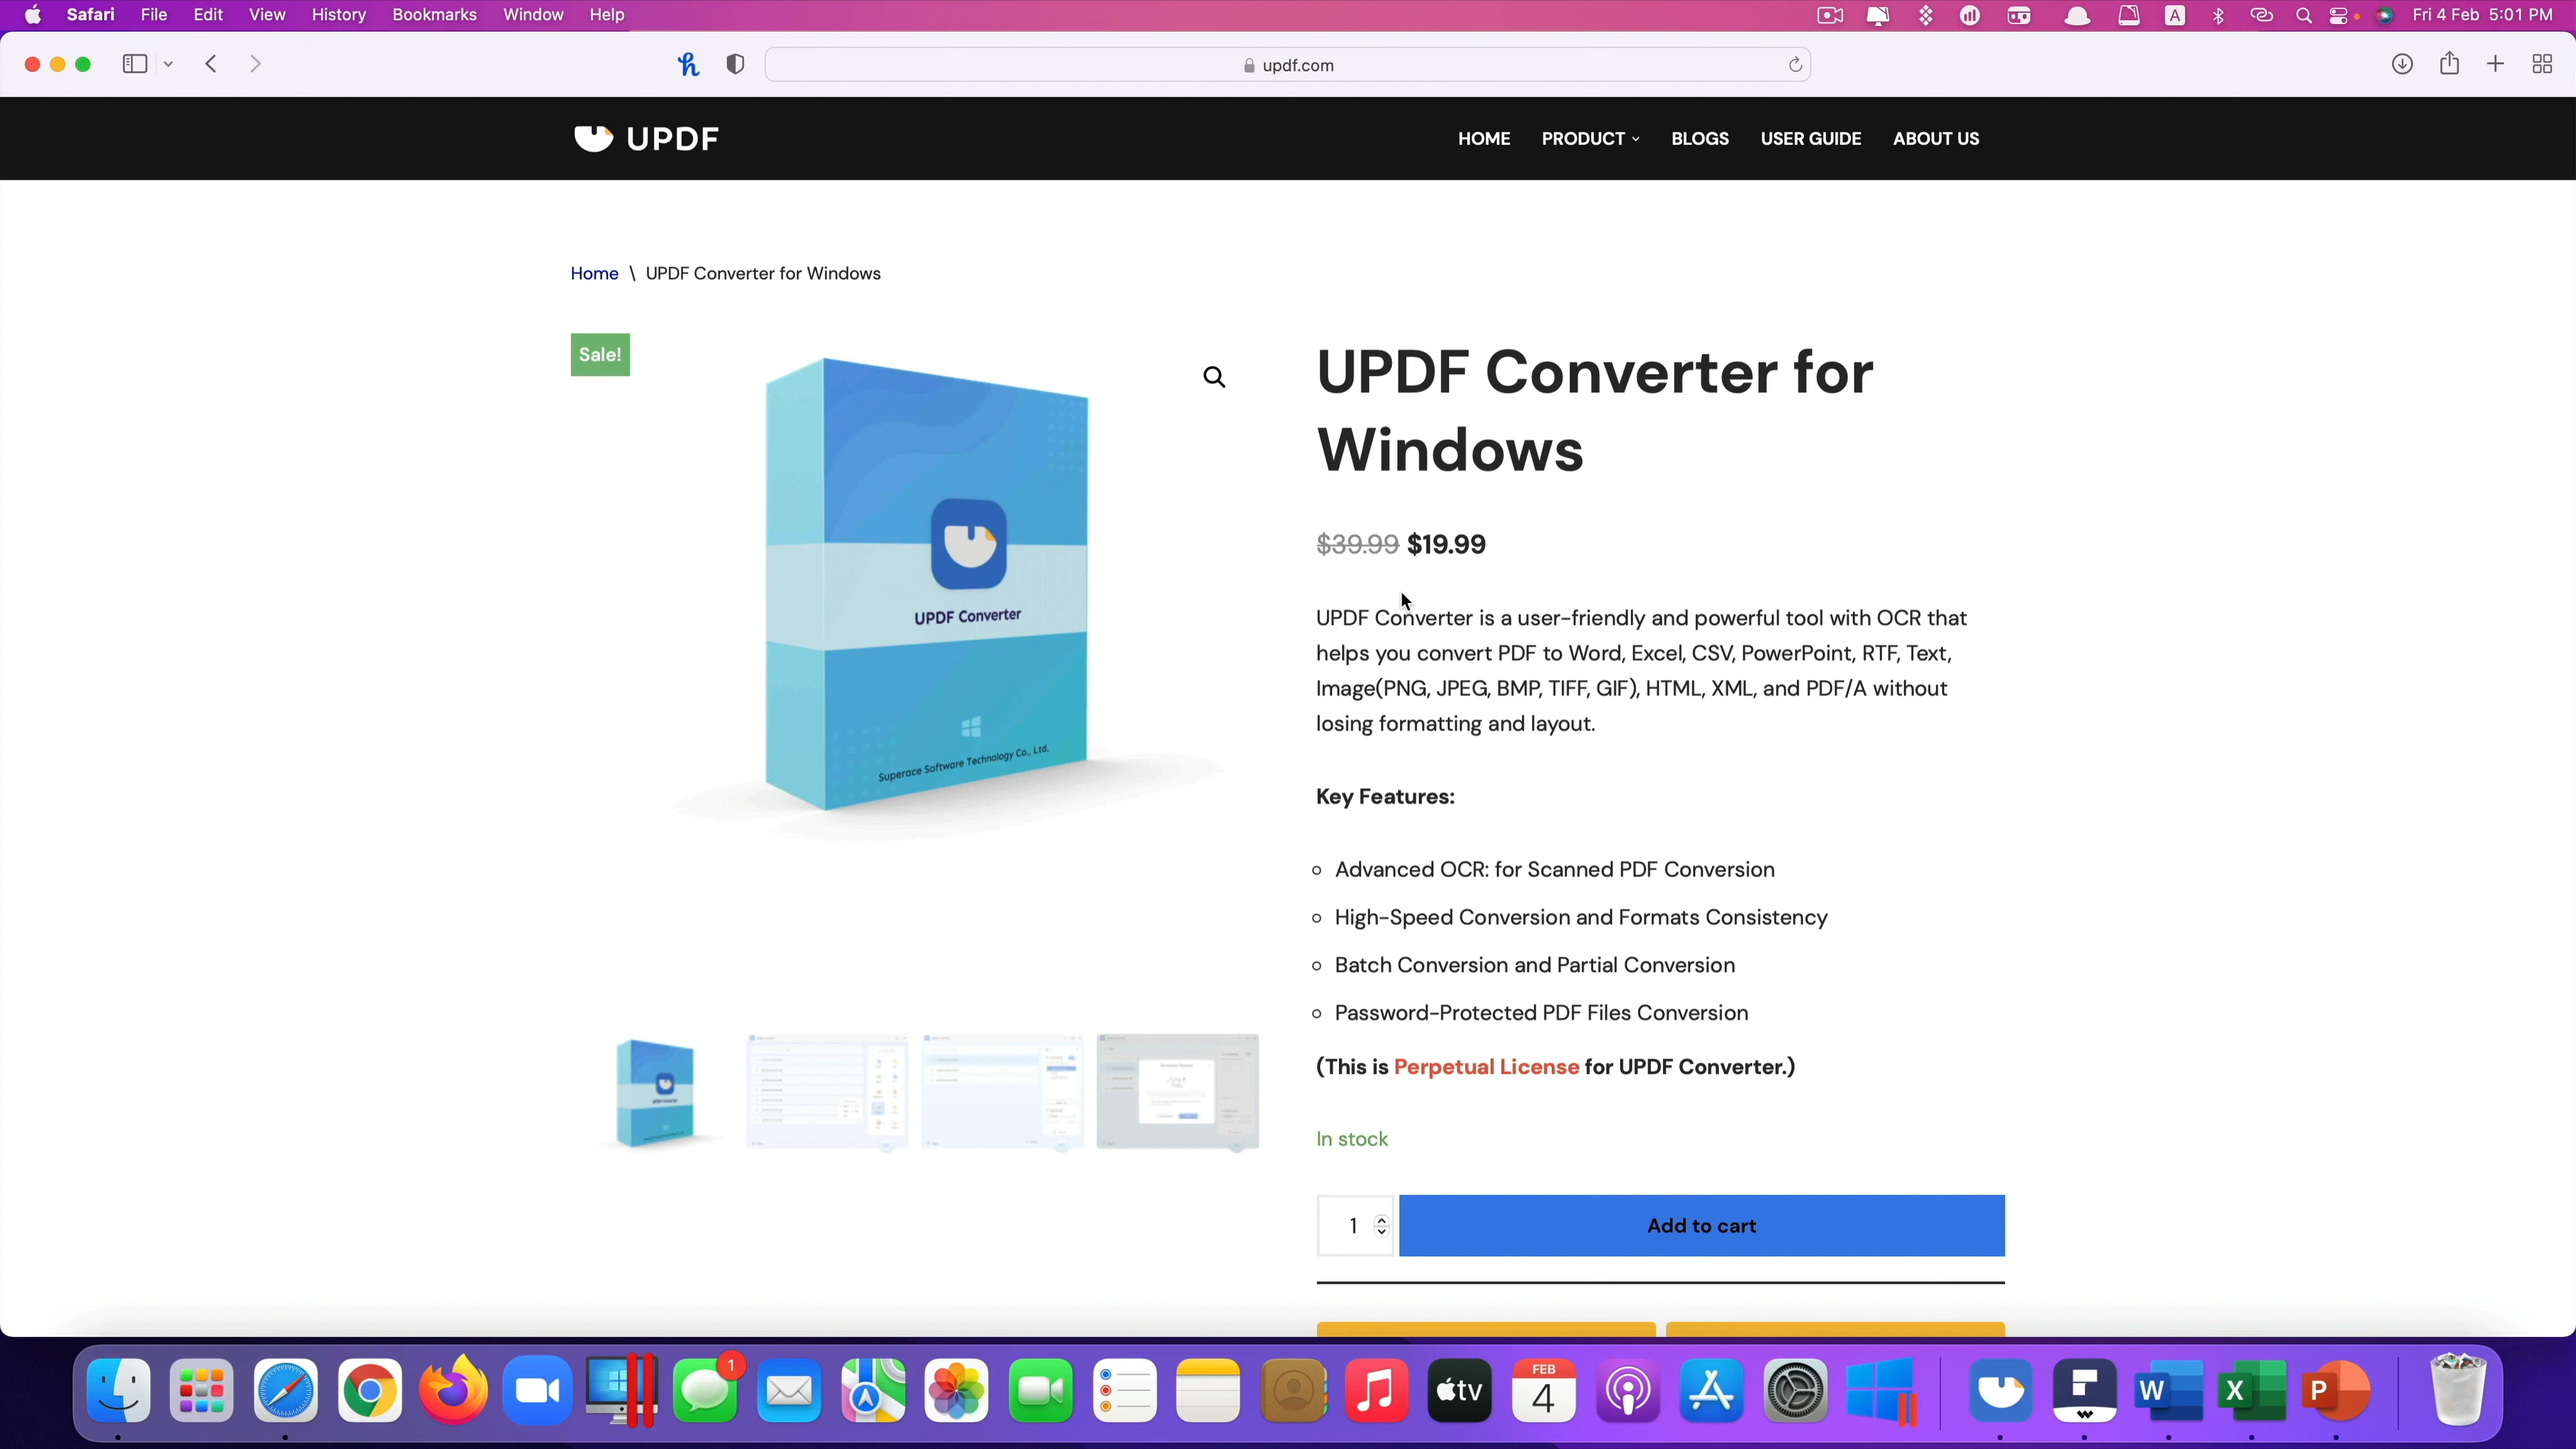 Safari File Edit View History Bookmarks Window Help
A Fri 4 Feb 5:01 PM
updf.com
UPDF
HOME PRODUCT BLOGS USER GUIDE ABOUT US
Home \ UPDF Converter for Windows
Sale!
UPDF Converter
Superace Software Technology Co., Ltd.
UPDF Converter for
Windows
$39.99 $19.99
UPDF Converter is a user-friendly and powerful tool with OCR that
helps you convert PDF to Word, Excel, CSV, PowerPoint, RTF, Text,
Image(PNG, JPEG, BMP, TIFF, GIF), HTML, XML, and PDF/A without
losing formatting and layout.
Key Features:
Advanced OCR: for Scanned PDF Conversion
High-Speed Conversion and Formats Consistency
Batch Conversion and Partial Conversion
Password-Protected PDF Files Conversion
(This is Perpetual License for UPDF Converter.)
In stock
1 Add to cart
1
tv
FEB
4
W
X
P